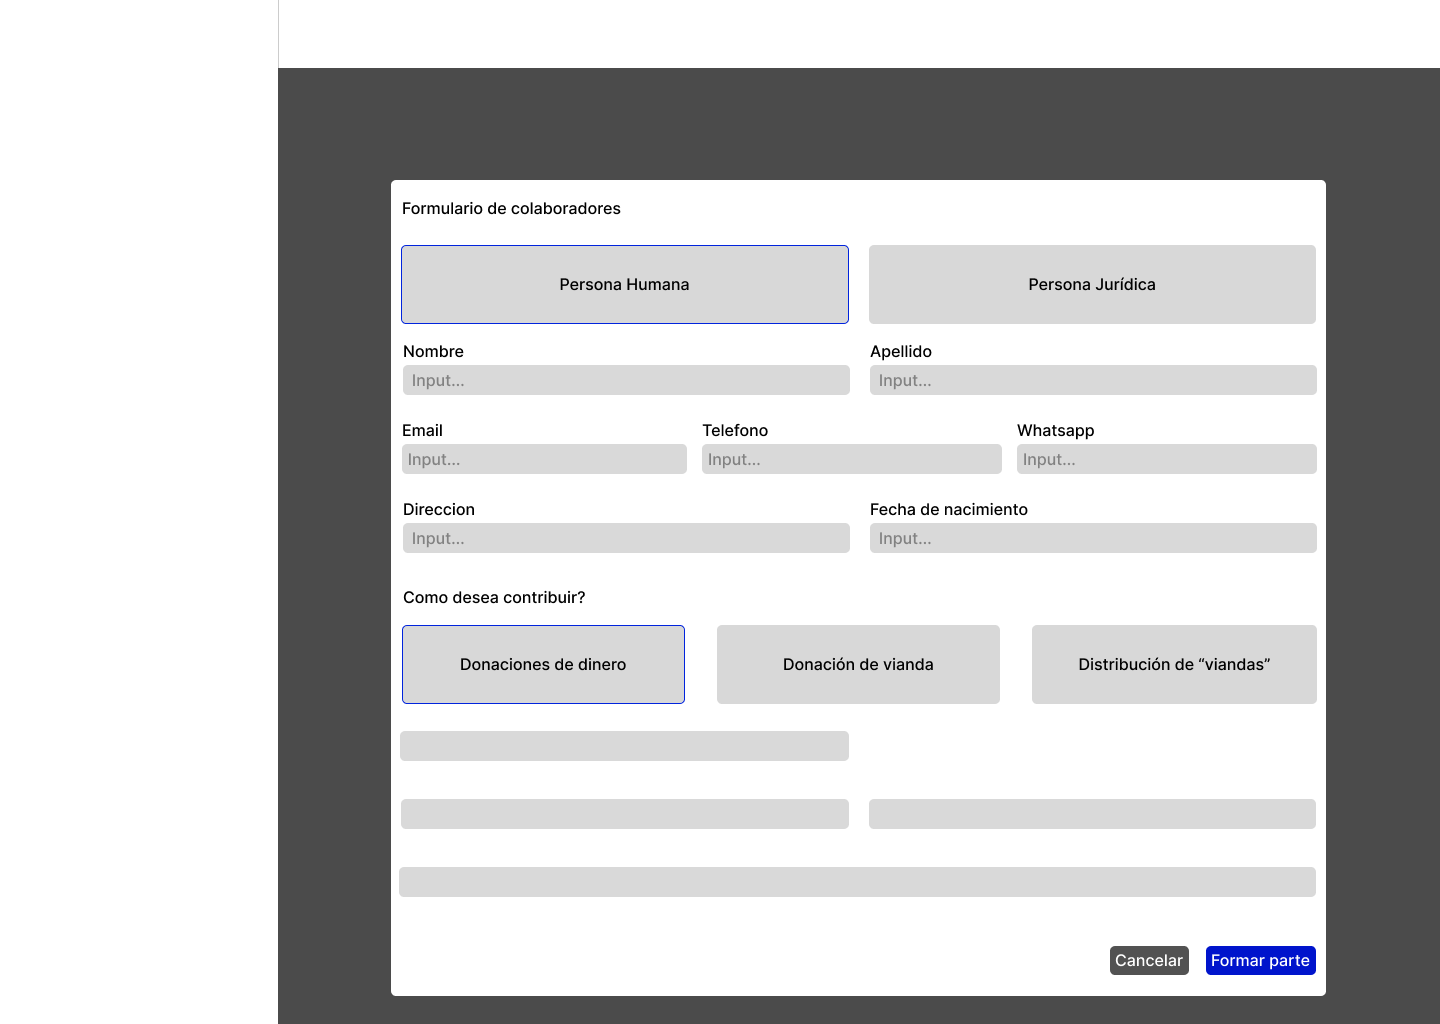 Formulario de colaboradores
Persona Humana
Persona Jurídica
Nombre
Apellido
Input...
Input...
Email
Telefono
Whatsapp
Input...
Input...
Input...
Direccion
Fecha de nacimiento
Input...
Input...
Como desea contribuir?
Donaciones de dinero
Donación de vianda
Distribución de “viandas”
Cancelar
Formar parte